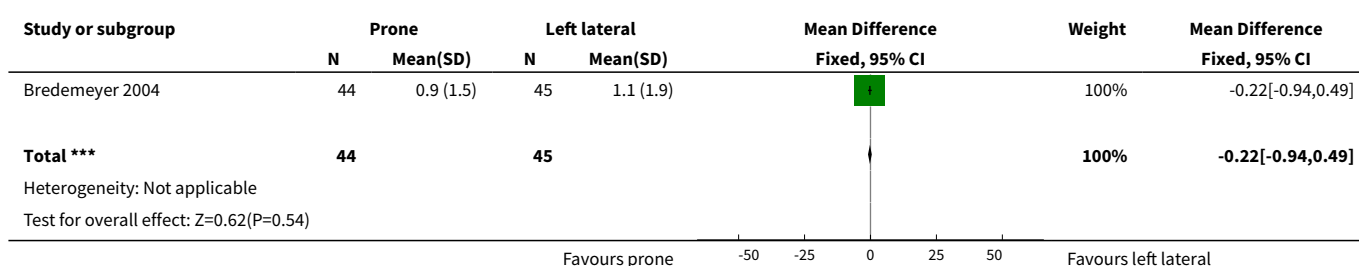 Study or subgroup Prone Left lateral Mean Difference Weight Mean Difference
N Mean(SD) N Mean(SD) Fixed, 95% CI Fixed, 95% CI
Bredemeyer 2004 44 0.9 (1.5) 45 1.1 (1.9) 100% -0.22[-0.94,0.49]
Total *** 44 45 100% -0.22[-0.94,0.49]
Heterogeneity: Not applicable
Test for overall effect: Z=0.62(P=0.54)
Favours prone -50 -25 0 25 50 Favours left lateral